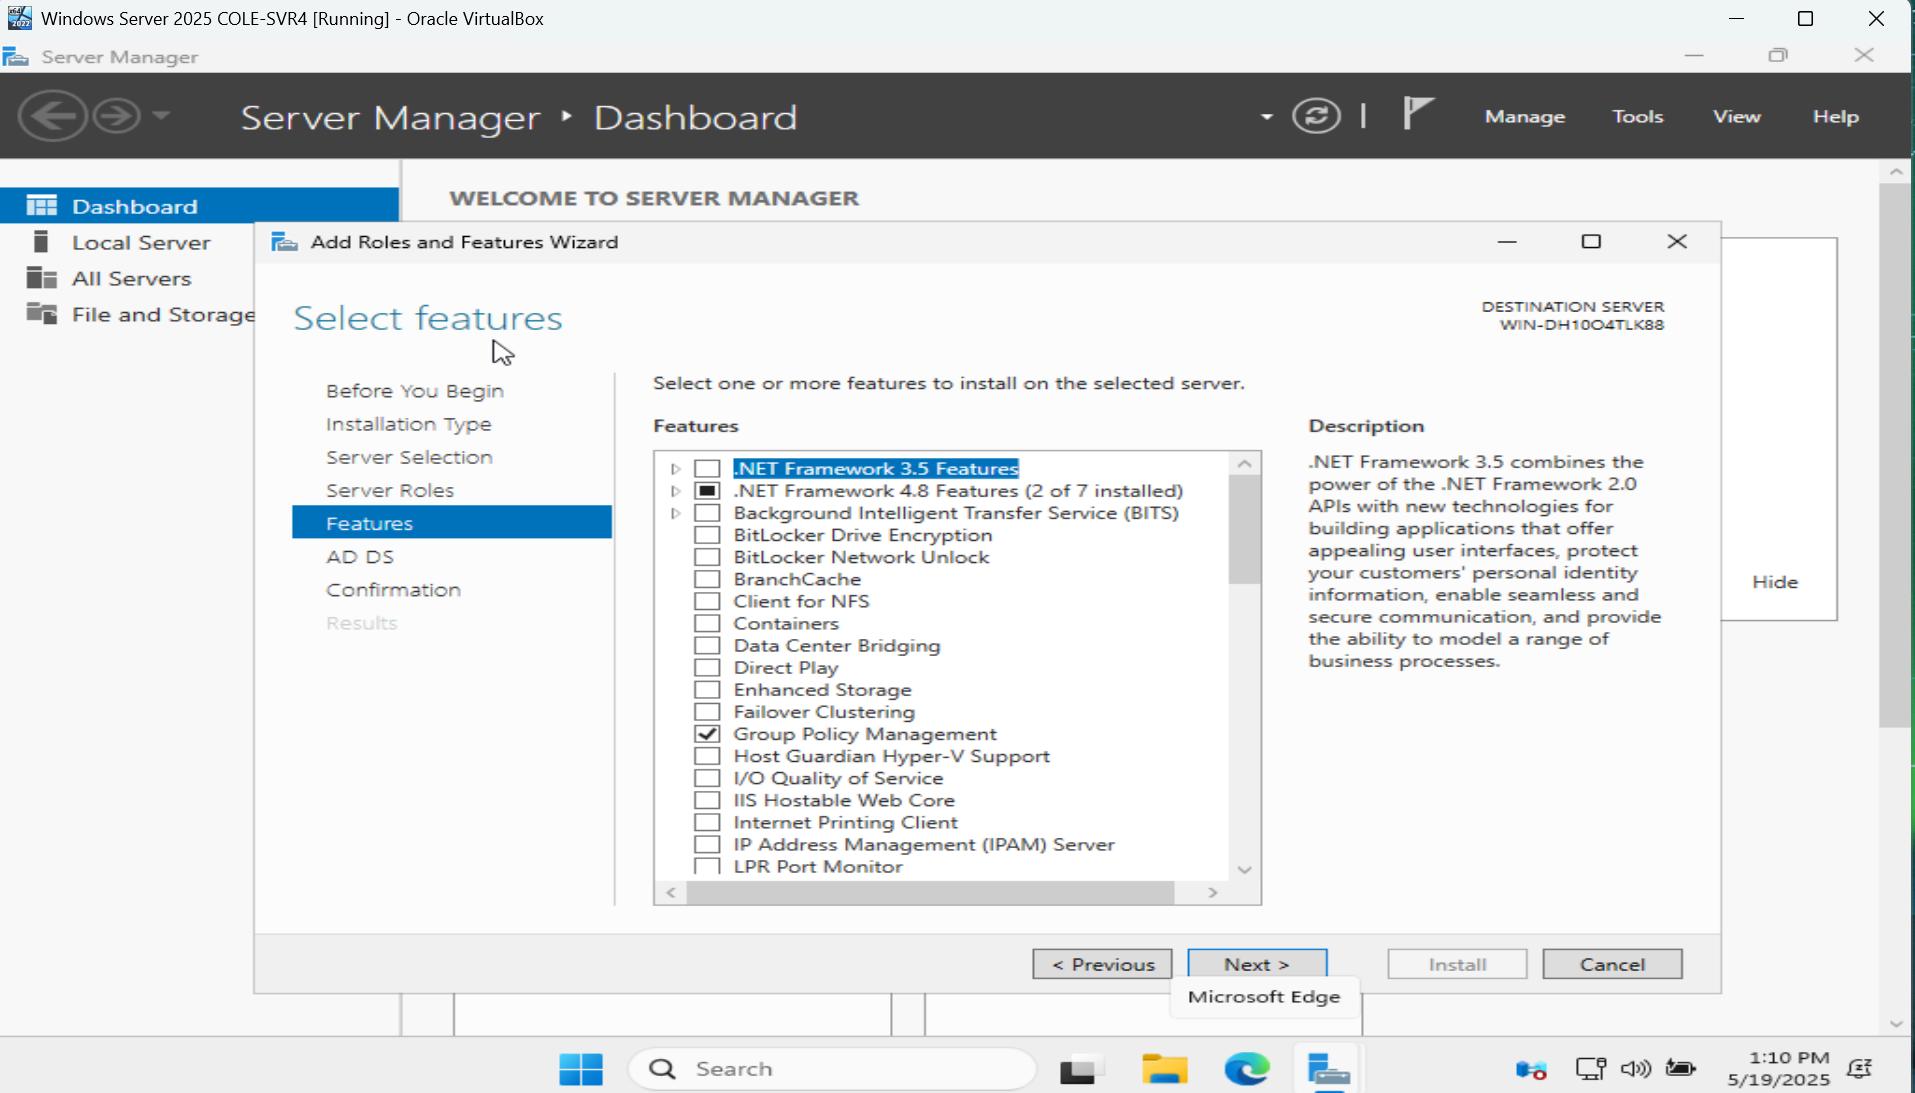 Windows Server 2025 COLE-SVR4 [Running] - Oracle VirtualBox
Server Manager
Server Manager ‣ Dashboard
Manage
Tools
View
Help
Dashboard
Local Server
All Servers
File and Storage
WELCOME TO SERVER MANAGER
Add Roles and Features Wizard
Select features
DESTINATION SERVER
WIN-DH10O4TLK88
Before You Begin
Installation Type
Server Selection
Server Roles
Features
AD DS
Confirmation
Results
Select one or more features to install on the selected server.
Features
.NET Framework 3.5 Features
.NET Framework 4.8 Features (2 of 7 installed)
Background Intelligent Transfer Service (BITS)
BitLocker Drive Encryption
BitLocker Network Unlock
BranchCache
Client for NFS
Containers
Data Center Bridging
Direct Play
Enhanced Storage
Failover Clustering
Group Policy Management
Host Guardian Hyper-V Support
I/O Quality of Service
IIS Hostable Web Core
Internet Printing Client
IP Address Management (IPAM) Server
LPR Port Monitor
Description
.NET Framework 3.5 combines the
power of the .NET Framework 2.0
APIs with new technologies for
building applications that offer
appealing user interfaces, protect
your customers' personal identity
information, enable seamless and
secure communication, and provide
the ability to model a range of
business processes.
Hide
< Previous
Next >
Install
Cancel
Microsoft Edge
Search
1:10 PM
5/19/2025